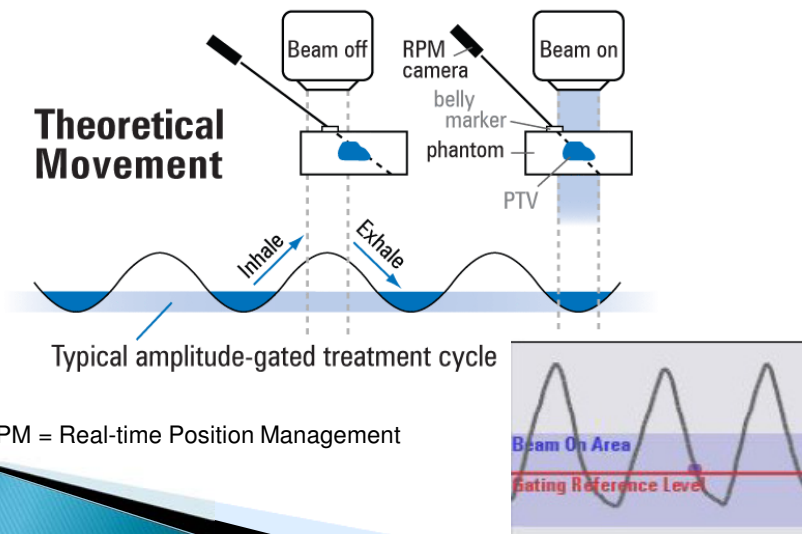 Beam off
RPM
camera
Beam on
belly
marker
phantom
PTV
Theoretical
Movement
Inhale
Exhale
Typical amplitude-gated treatment cycle
PM = Real-time Position Management
Beam On Area
Gating Reference Level